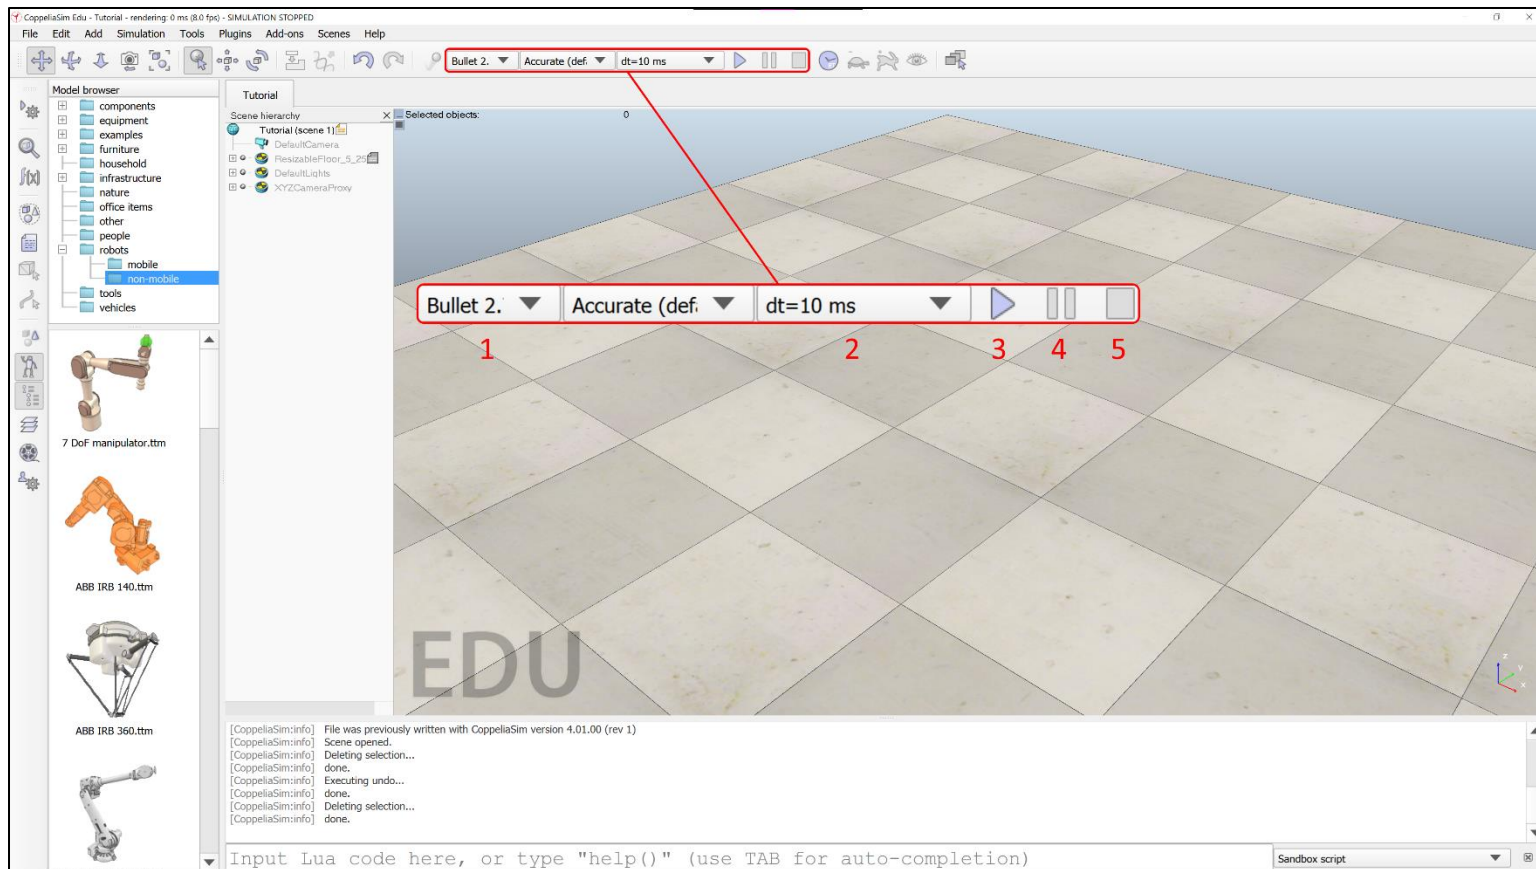 CoppeliaSim Edu - Tutorial - rendering: 0 ms (8.0 fps) - SIMULATION STOPPED
File Edit Add Simulation Tools Plugins Add-ons Scenes Help
Bullet 2. Accurate (def. dt=10 ms
Model browser
components
equipment
examples
furniture
household
infrastructure
nature
office items
other
people
robots
mobile
non-mobile
tools
vehicles
7 DoF manipulator.ttm
ABB IRB 140.ttm
ABB IRB 360.ttm
Tutorial
Scene hierarchy
Tutorial (scene 1)
DefaultCamera
ResizableFloor_5_25
DefaultLights
XYZCameraProxy
Selected objects: 0
Bullet 2. Accurate (def. dt=10 ms
1 2 3 4 5
EDU
z
y
x
[CoppeliaSim:info] File was previously written with CoppeliaSim version 4.01.00 (rev 1)
[CoppeliaSim:info] Scene opened.
[CoppeliaSim:info] Deleting selection...
[CoppeliaSim:info] done.
[CoppeliaSim:info] Executing undo...
[CoppeliaSim:info] done.
[CoppeliaSim:info] Deleting selection...
[CoppeliaSim:info] done.
Input Lua code here, or type "help()" (use TAB for auto-completion)
Sandbox script